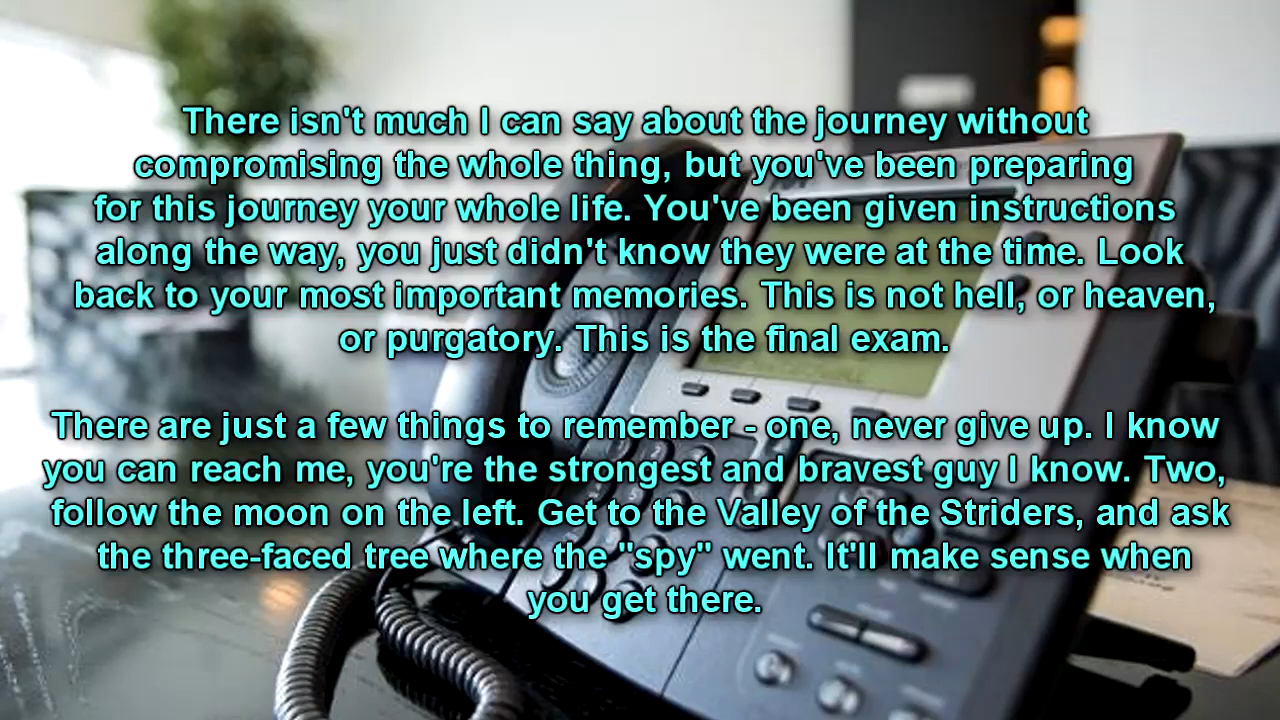 There isn't much I can say about the journey without
compromising the whole thing, but you've been preparing
for this journey your whole life. You've been given instructions
along the way, you just didn't know they were at the time. Look
back to your most important memories. This is not hell, or heaven,
or purgatory. This is the final exam.
There are just a few things to remember - one, never give up. I know
you can reach me, you're the strongest and bravest guy I know. Two,
follow the moon on the left. Get to the Valley of the Striders, and ask
the three-faced tree where the "spy" went. It'll make sense when
you get there.